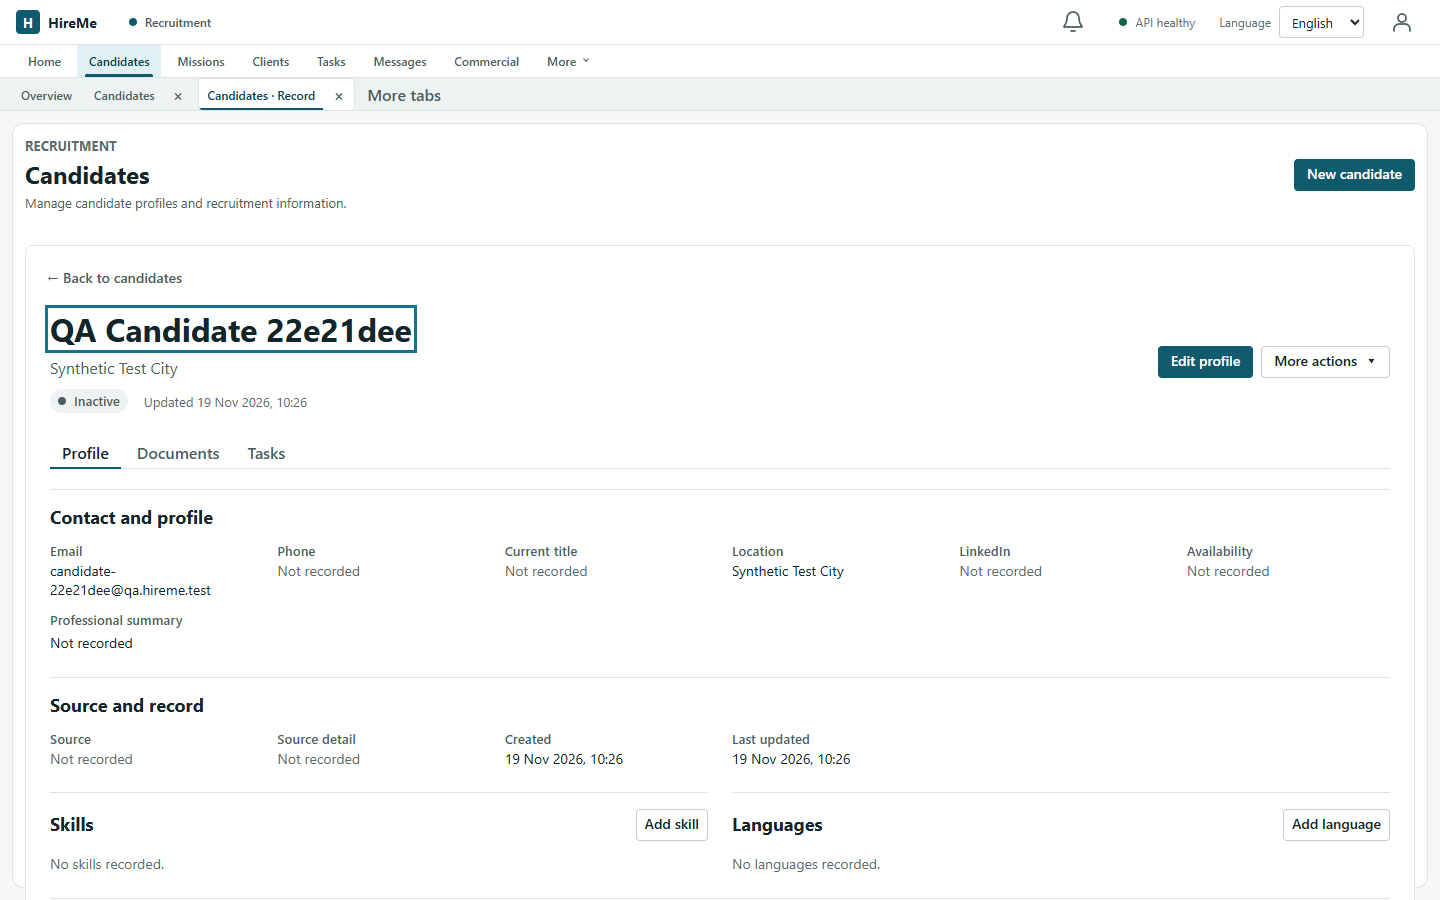 H HireMe Recruitment API healthy Language English
Home Candidates Missions Clients Tasks Messages Commercial More
Overview Candidates × Candidates · Record × More tabs
RECRUITMENT
Candidates
New candidate
Manage candidate profiles and recruitment information.
← Back to candidates
QA Candidate 22e21dee
Synthetic Test City
Edit profile More actions
Inactive Updated 19 Nov 2026, 10:26
Profile Documents Tasks
Contact and profile
Email Phone Current title Location LinkedIn Availability
candidate- Not recorded Not recorded Synthetic Test City Not recorded Not recorded
22e21dee@qa.hireme.test
Professional summary
Not recorded
Source and record
Source Source detail Created Last updated
Not recorded Not recorded 19 Nov 2026, 10:26 19 Nov 2026, 10:26
Skills Add skill Languages Add language
No skills recorded. No languages recorded.